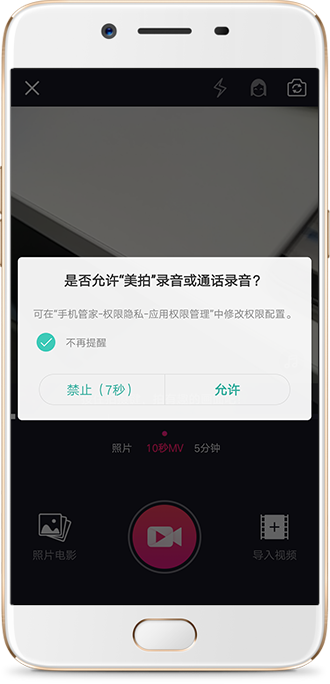 是否允许“美拍”录音或通话录音？
可在“手机管家-权限隐私-应用权限管理”中修改权限配置。
不再提醒
禁止（7秒） 允许
照片 10秒MV 5分钟
照片电影 导入视频